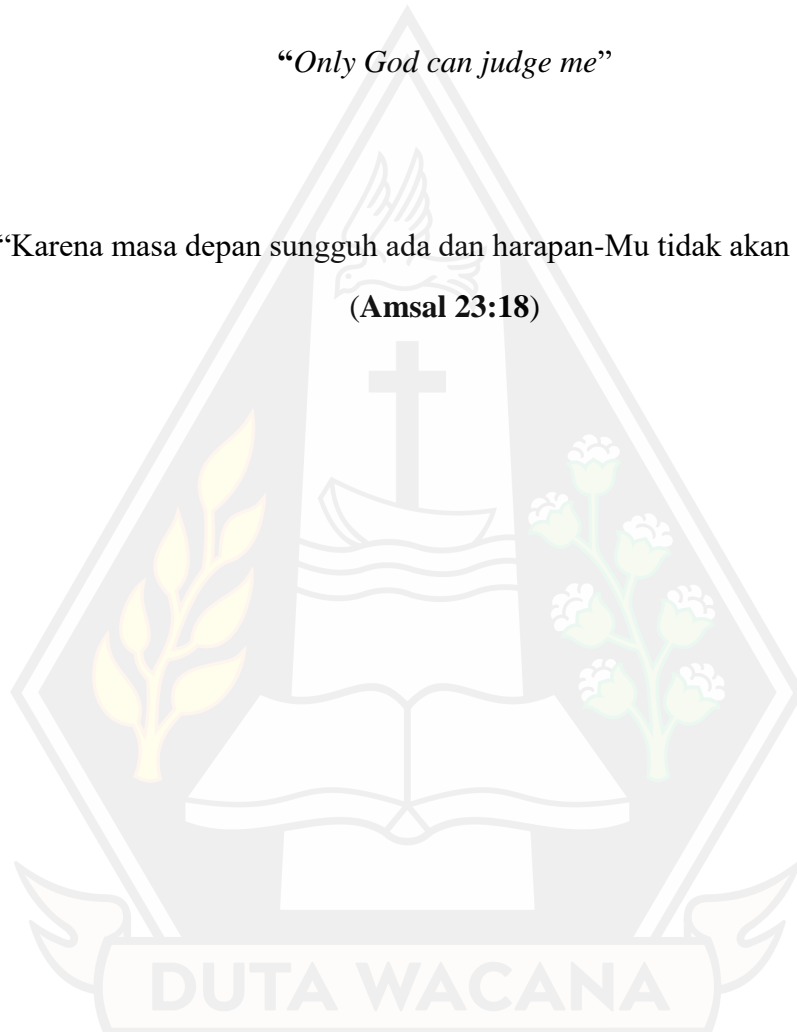 “Only God can judge me”
“Karena masa depan sungguh ada dan harapan-Mu tidak akan
(Amsal 23:18)
DUTA WACANA